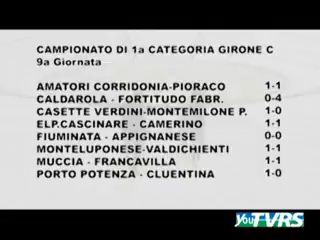 CAMPIONATO DI 1a CATEGORIA GIRONE C
9a Giornata
AMATORI CORRIDONIA-PIORACO 1-1
CALDAROLA - FORTITUDO FABR. 0-4
CASETTE VERDINI-MONTEMILONE P. 1-0
ELP.CASCINARE - CAMERINO 1-1
FIUMINATA - APPIGNANESE 0-0
MONTELUPONESE-VALDICHIENTI 1-1
MUCCIA - FRANCAVILLA 1-1
PORTO POTENZA - CLUENTINA 1-0
youTVRS